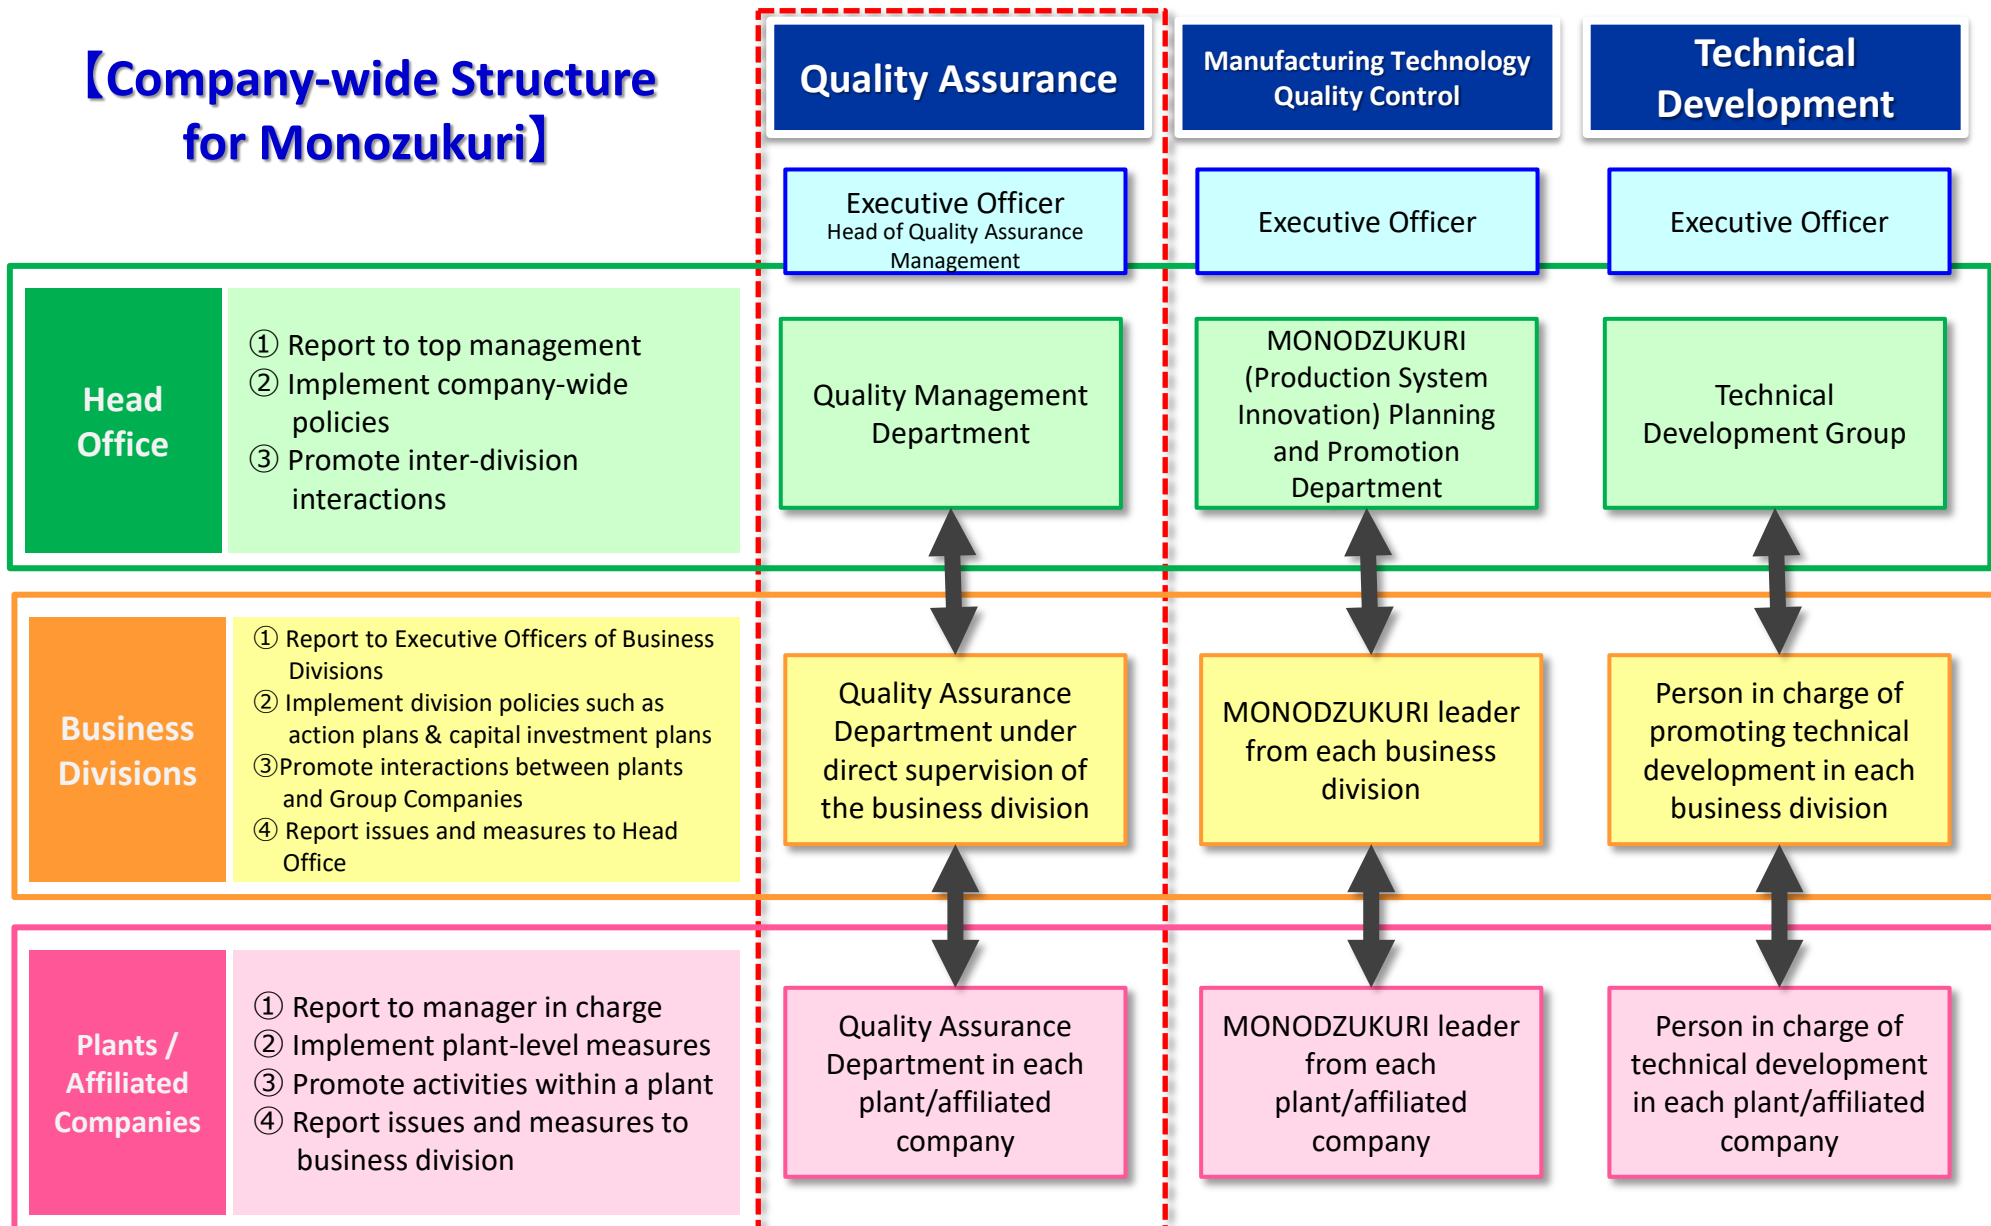 【Company-wide Structure
for Monozukuri】
Quality Assurance
Manufacturing Technology
Quality Control
Technical
Development
Executive Officer
Head of Quality Assurance
Management
Executive Officer
Executive Officer
Head
Office
① Report to top management
② Implement company-wide
policies
③ Promote inter-division
interactions
Quality Management
Department
MONODZUKURI
(Production System
Innovation) Planning
and Promotion
Department
Technical
Development Group
Business
Divisions
① Report to Executive Officers of Business
Divisions
② Implement division policies such as
action plans & capital investment plans
③Promote interactions between plants
and Group Companies
④ Report issues and measures to Head
Office
Quality Assurance
Department under
direct supervision of
the business division
MONODZUKURI leader
from each business
division
Person in charge of
promoting technical
development in each
business division
Plants /
Affiliated
Companies
① Report to manager in charge
② Implement plant-level measures
③ Promote activities within a plant
④ Report issues and measures to
business division
Quality Assurance
Department in each
plant/affiliated
company
MONODZUKURI leader
from each
plant/affiliated
company
Person in charge of
technical development
in each plant/affiliated
company